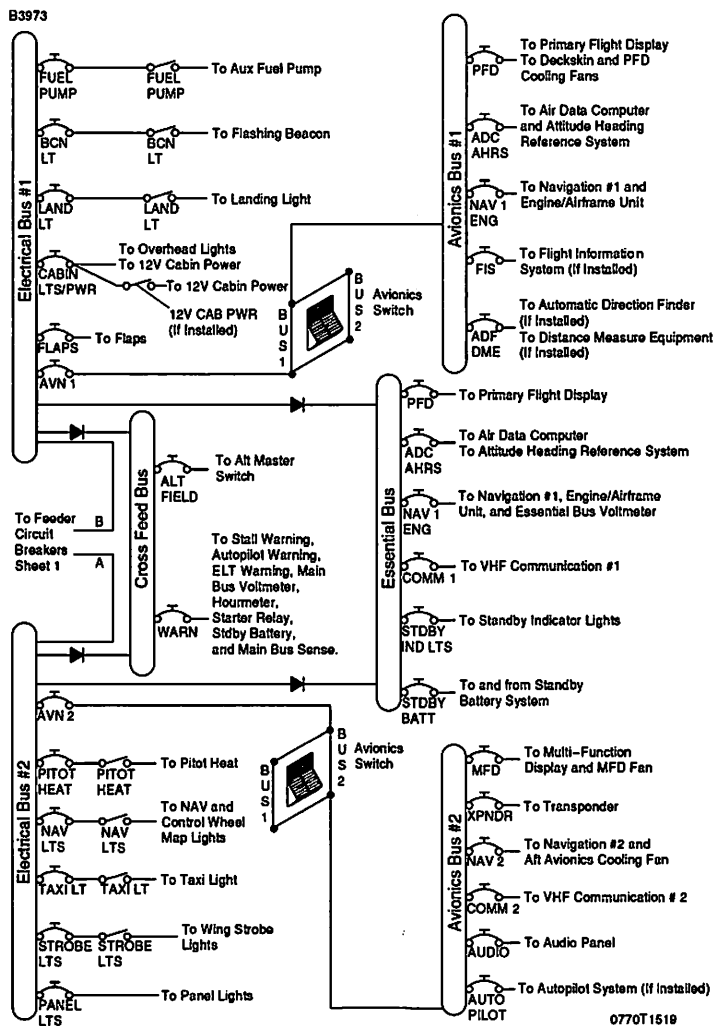 B3973
Electrical Bus #1
FUEL
PUMP
FUEL
PUMP
To Aux Fuel Pump
BCN
LT
BCN
LT
To Flashing Beacon
LAND
LT
LAND
LT
To Landing Light
CABIN
LTS/PWR
To Overhead Lights
To 12V Cabin Power
To 12V Cabin Power
12V CAB PWR
(If Installed)
FLAPS
To Flaps
AVN 1
BUS 1
BUS 2
Avionics
Switch
Avionics Bus #1
PFD
To Primary Flight Display
To Deckskin and PFD
Cooling Fans
ADC
AHRS
To Air Data Computer
and Attitude Heading
Reference System
NAV 1
ENG
To Navigation #1 and
Engine/Airframe Unit
FIS
To Flight Information
System (If Installed)
ADF
DME
To Automatic Direction Finder
(If Installed)
To Distance Measure Equipment
(If Installed)
Cross Feed Bus
ALT
FIELD
To Alt Master
Switch
To Feeder
Circuit
Breakers
Sheet 1
B
A
WARN
To Stall Warning,
Autopilot Warning,
ELT Warning, Main
Bus Voltmeter,
Hourmeter,
Starter Relay,
Stdby Battery,
and Main Bus Sense.
Essential Bus
PFD
To Primary Flight Display
ADC
AHRS
To Air Data Computer
To Attitude Heading Reference System
NAV 1
ENG
To Navigation #1, Engine/Airframe
Unit, and Essential Bus Voltmeter
COMM 1
To VHF Communication #1
STDBY
IND LTS
To Standby Indicator Lights
STDBY
BATT
To and from Standby
Battery System
Electrical Bus #2
AVN 2
BUS 1
BUS 2
Avionics
Switch
PITOT
HEAT
PITOT
HEAT
To Pitot Heat
NAV
LTS
NAV
LTS
To NAV and
Control Wheel
Map Lights
TAXI LT
TAXI LT
To Taxi Light
STROBE
LTS
STROBE
LTS
To Wing Strobe
Lights
PANEL
LTS
To Panel Lights
Avionics Bus #2
MFD
To Multi-Function
Display and MFD Fan
XPNDR
To Transponder
NAV 2
To Navigation #2 and
Aft Avionics Cooling Fan
COMM 2
To VHF Communication # 2
AUDIO
To Audio Panel
AUTO
PILOT
To Autopilot System (If Installed)
0770T1519